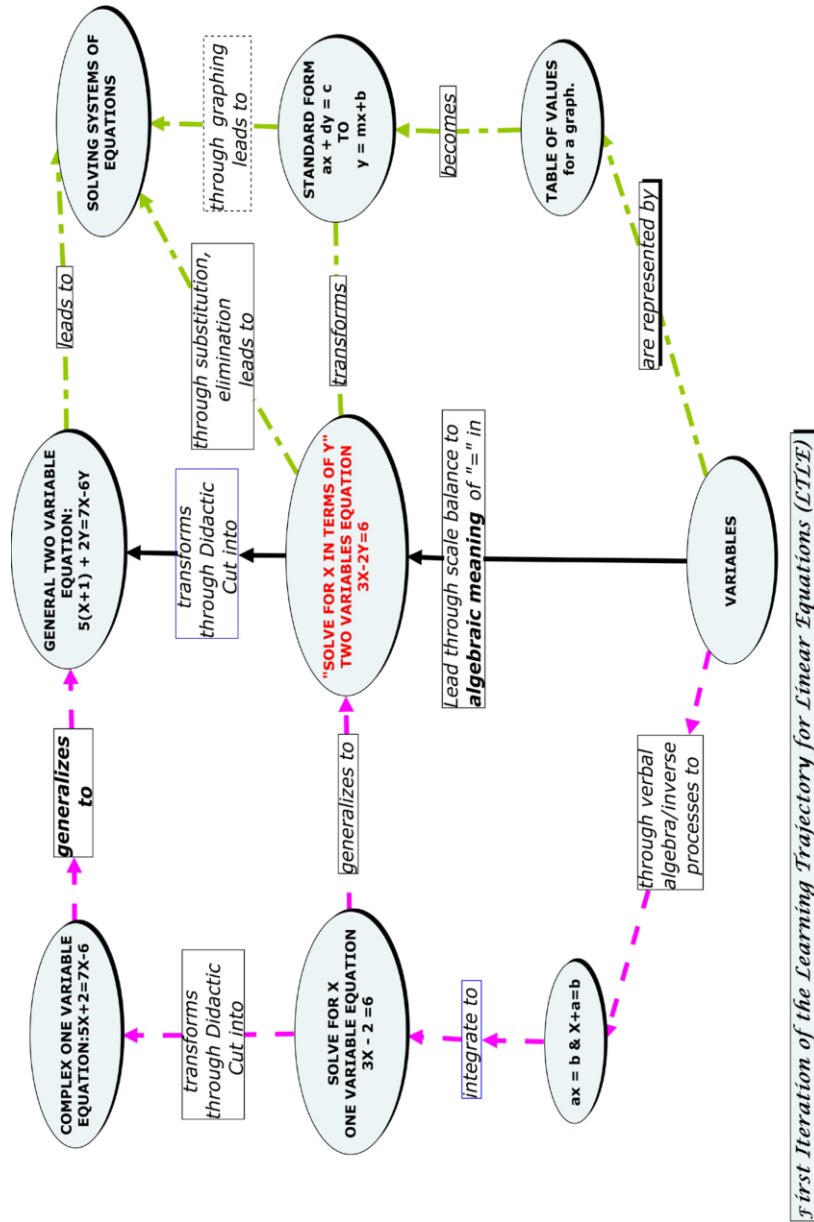 COMPLEX ONE VARIABLE
EQUATION:5X+2=7X-6
generalizes
to
GENERAL TWO VARIABLE
EQUATION:
5(X+1) + 2Y=7X-6Y
leads to
SOLVING SYSTEMS OF
EQUATIONS
transforms
through Didactic
Cut into
transforms
through Didactic
Cut into
through substitution,
elimination
leads to
through graphing
leads to
SOLVE FOR X
ONE VARIABLE EQUATION
3X - 2 =6
generalizes to
"SOLVE FOR X IN TERMS OF Y"
TWO VARIABLES EQUATION
3X-2Y=6
transforms
STANDARD FORM
ax + dy = c
TO
y = mx+b
integrate to
Lead through scale balance to
algebraic meaning of "=" in
becomes
ax = b & X+a=b
TABLE OF VALUES
for a graph.
through verbal
algebra/inverse
processes to
VARIABLES
are represented by
First Iteration of the Learning Trajectory for Linear Equations (LTLE)